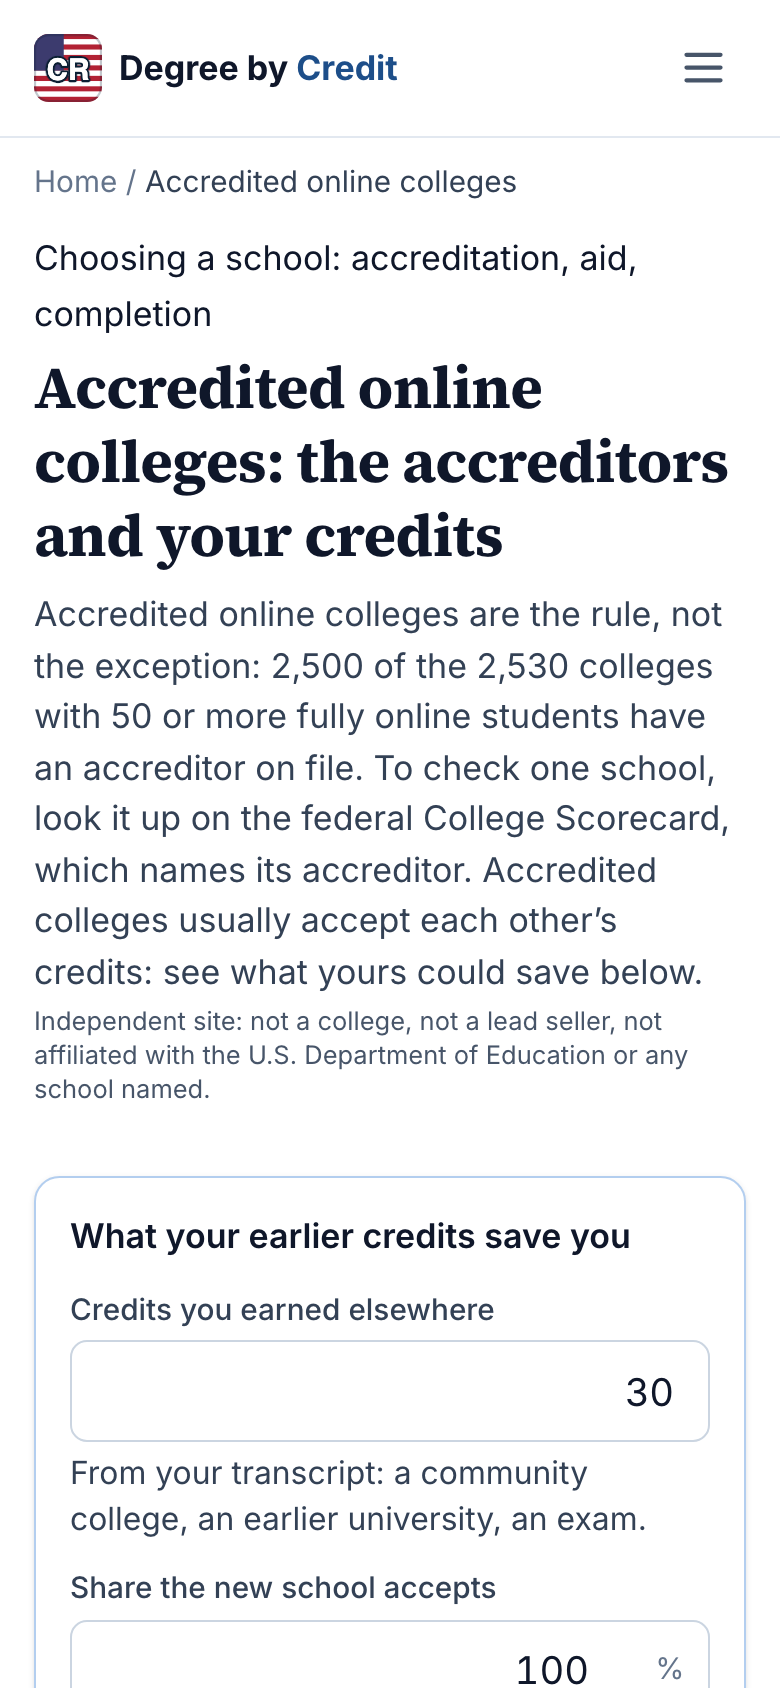 CR Degree by Credit
Home / Accredited online colleges
Choosing a school: accreditation, aid,
completion
Accredited online
colleges: the accreditors
and your credits
Accredited online colleges are the rule, not
the exception: 2,500 of the 2,530 colleges
with 50 or more fully online students have
an accreditor on file. To check one school,
look it up on the federal College Scorecard,
which names its accreditor. Accredited
colleges usually accept each other’s
credits: see what yours could save below.
Independent site: not a college, not a lead seller, not
affiliated with the U.S. Department of Education or any
school named.
What your earlier credits save you
Credits you earned elsewhere
30
From your transcript: a community
college, an earlier university, an exam.
Share the new school accepts
100 %